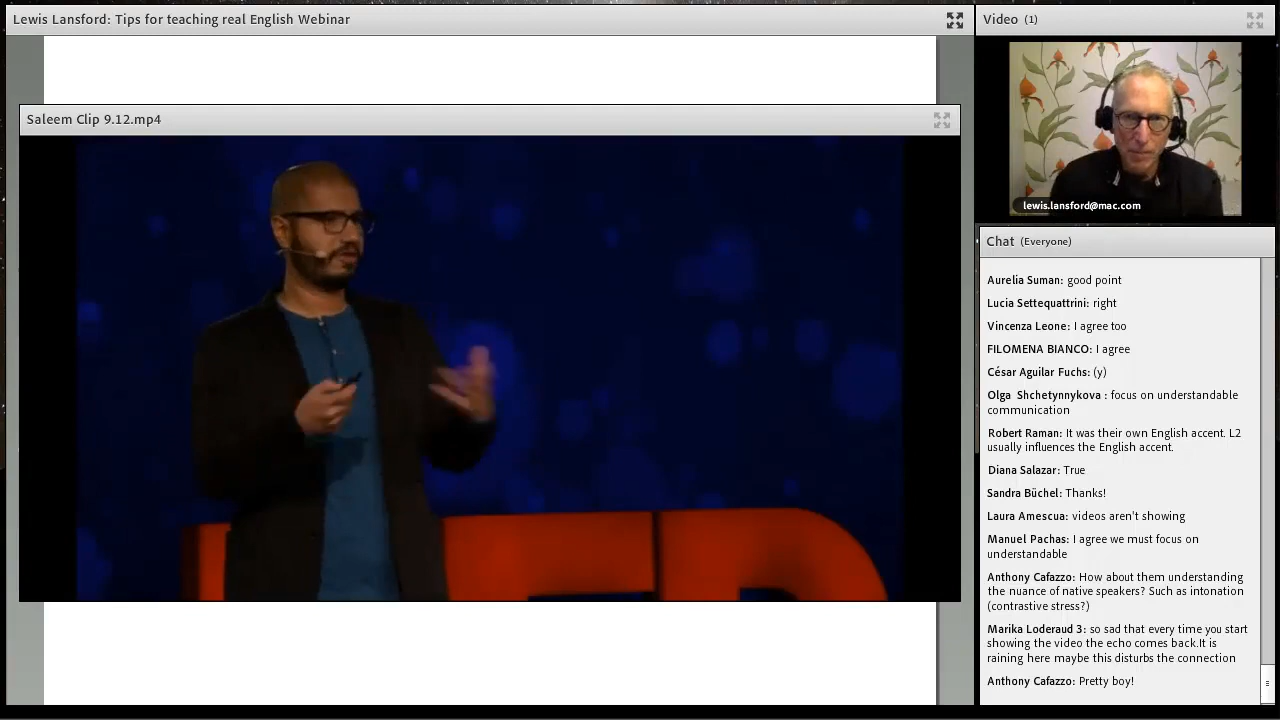 Lewis Lansford: Tips for teaching real English Webinar
Saleem Clip 9.12.mp4
Video (1)
lewis.lansford@mac.com
Chat (Everyone)
Aurelia Suman: good point
Lucia Settequattrini: right
Vincenza Leone: I agree too
FILOMENA BIANCO: I agree
César Aguilar Fuchs: (y)
Olga Shchetynnykova : focus on understandable
communication
Robert Raman: It was their own English accent. L2
usually influences the English accent.
Diana Salazar: True
Sandra Büchel: Thanks!
Laura Amescua: videos aren't showing
Manuel Pachas: I agree we must focus on
understandable
Anthony Cafazzo: How about them understanding
the nuance of native speakers? Such as intonation
(contrastive stress?)
Marika Loderaud 3: so sad that every time you start
showing the video the echo comes back.It is
raining here maybe this disturbs the connection
Anthony Cafazzo: Pretty boy!